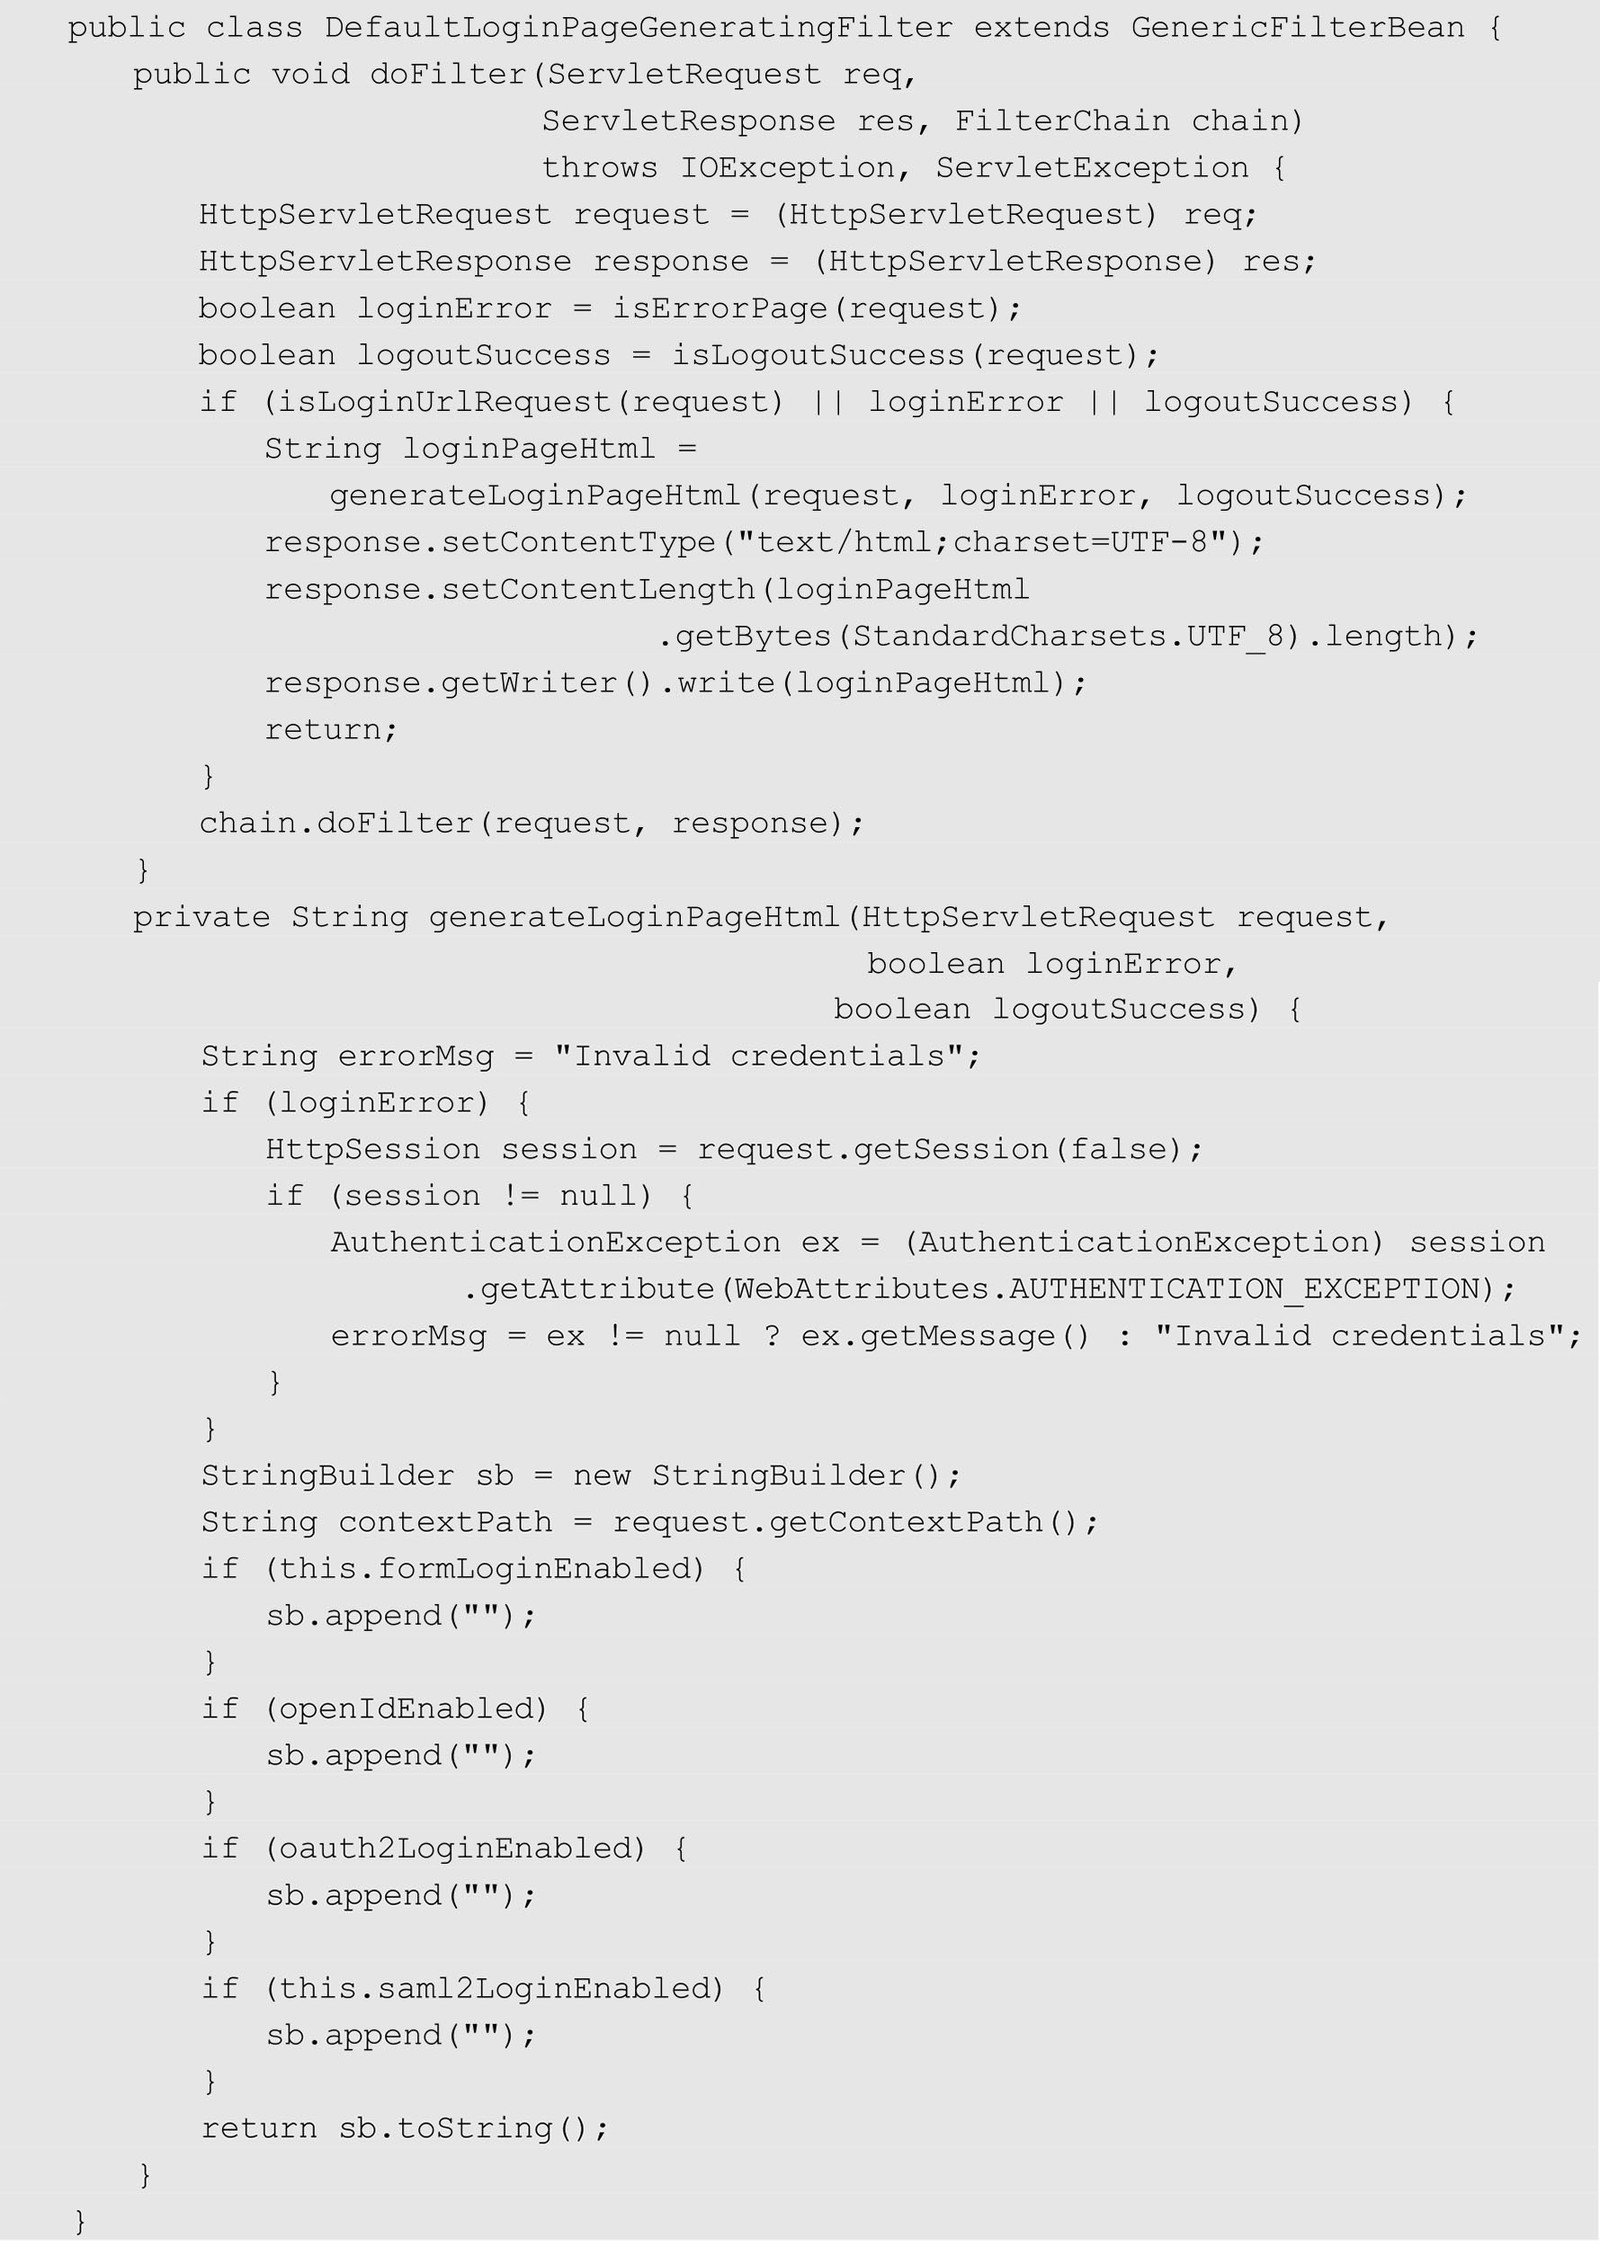 public class DefaultLoginPageGeneratingFilter extends GenericFilterBean {
public void doFilter(ServletRequest req,
ServletResponse res, FilterChain chain)
throws IOException, ServletException {
HttpServletRequest request = (HttpServletRequest) req;
HttpServletResponse response = (HttpServletResponse) res;
boolean loginError = isErrorPage(request);
boolean logoutSuccess = isLogoutSuccess(request);
if (isLoginUrlRequest(request) || loginError || logoutSuccess) {
String loginPageHtml =
generateLoginPageHtml(request, loginError, logoutSuccess);
response.setContentType("text/html;charset=UTF-8");
response.setContentLength(loginPageHtml
.getBytes(StandardCharsets.UTF_8).length);
response.getWriter().write(loginPageHtml);
return;
}
chain.doFilter(request, response);
}
private String generateLoginPageHtml(HttpServletRequest request,
boolean loginError,
boolean logoutSuccess) {
String errorMsg = "Invalid credentials";
if (loginError) {
HttpSession session = request.getSession(false);
if (session != null) {
AuthenticationException ex = (AuthenticationException) session
.getAttribute(WebAttributes.AUTHENTICATION_EXCEPTION);
errorMsg = ex != null ? ex.getMessage() : "Invalid credentials";
}
}
StringBuilder sb = new StringBuilder();
String contextPath = request.getContextPath();
if (this.formLoginEnabled) {
sb.append("");
}
if (openIdEnabled) {
sb.append("");
}
if (oauth2LoginEnabled) {
sb.append("");
}
if (this.saml2LoginEnabled) {
sb.append("");
}
return sb.toString();
}
}